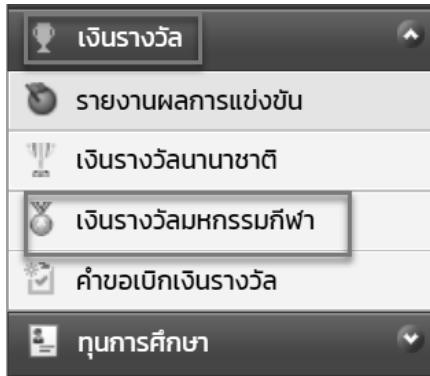 เงินรางวัล
รายงานผลการแข่งขัน
เงินรางวัลนานาชาติ
เงินรางวัลมหกรรมกีฬา
คำขอเบิกเงินรางวัล
ทุนการศึกษา